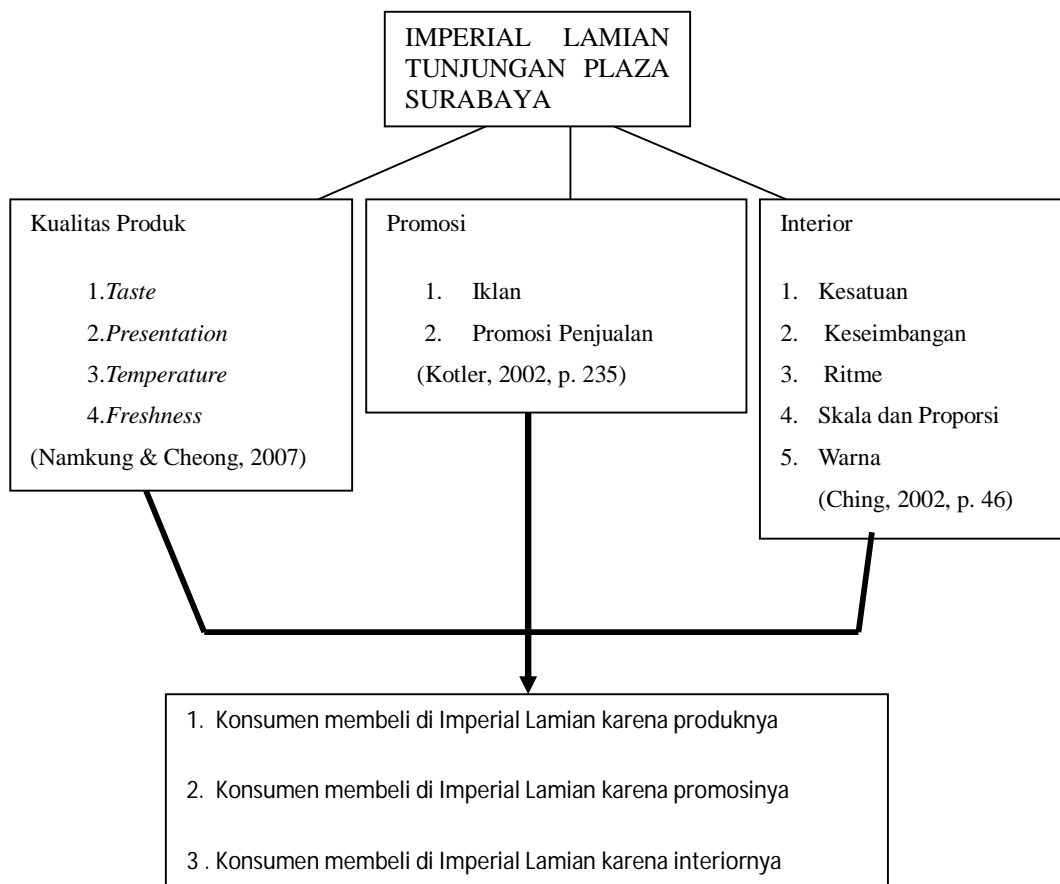 IMPERIAL LAMIAN
TUNJUNGAN PLAZA
SURABAYA
Kualitas Produk
1.Taste
2.Presentation
3.Temperature
4.Freshness
(Namkung & Cheong, 2007)
Promosi
1. Iklan
2. Promosi Penjualan
(Kotler, 2002, p. 235)
Interior
1. Kesatuan
2. Keseimbangan
3. Ritme
4. Skala dan Proporsi
5. Warna
(Ching, 2002, p. 46)
1. Konsumen membeli di Imperial Lamian karena produknya
2. Konsumen membeli di Imperial Lamian karena promosinya
3 . Konsumen membeli di Imperial Lamian karena interiornya